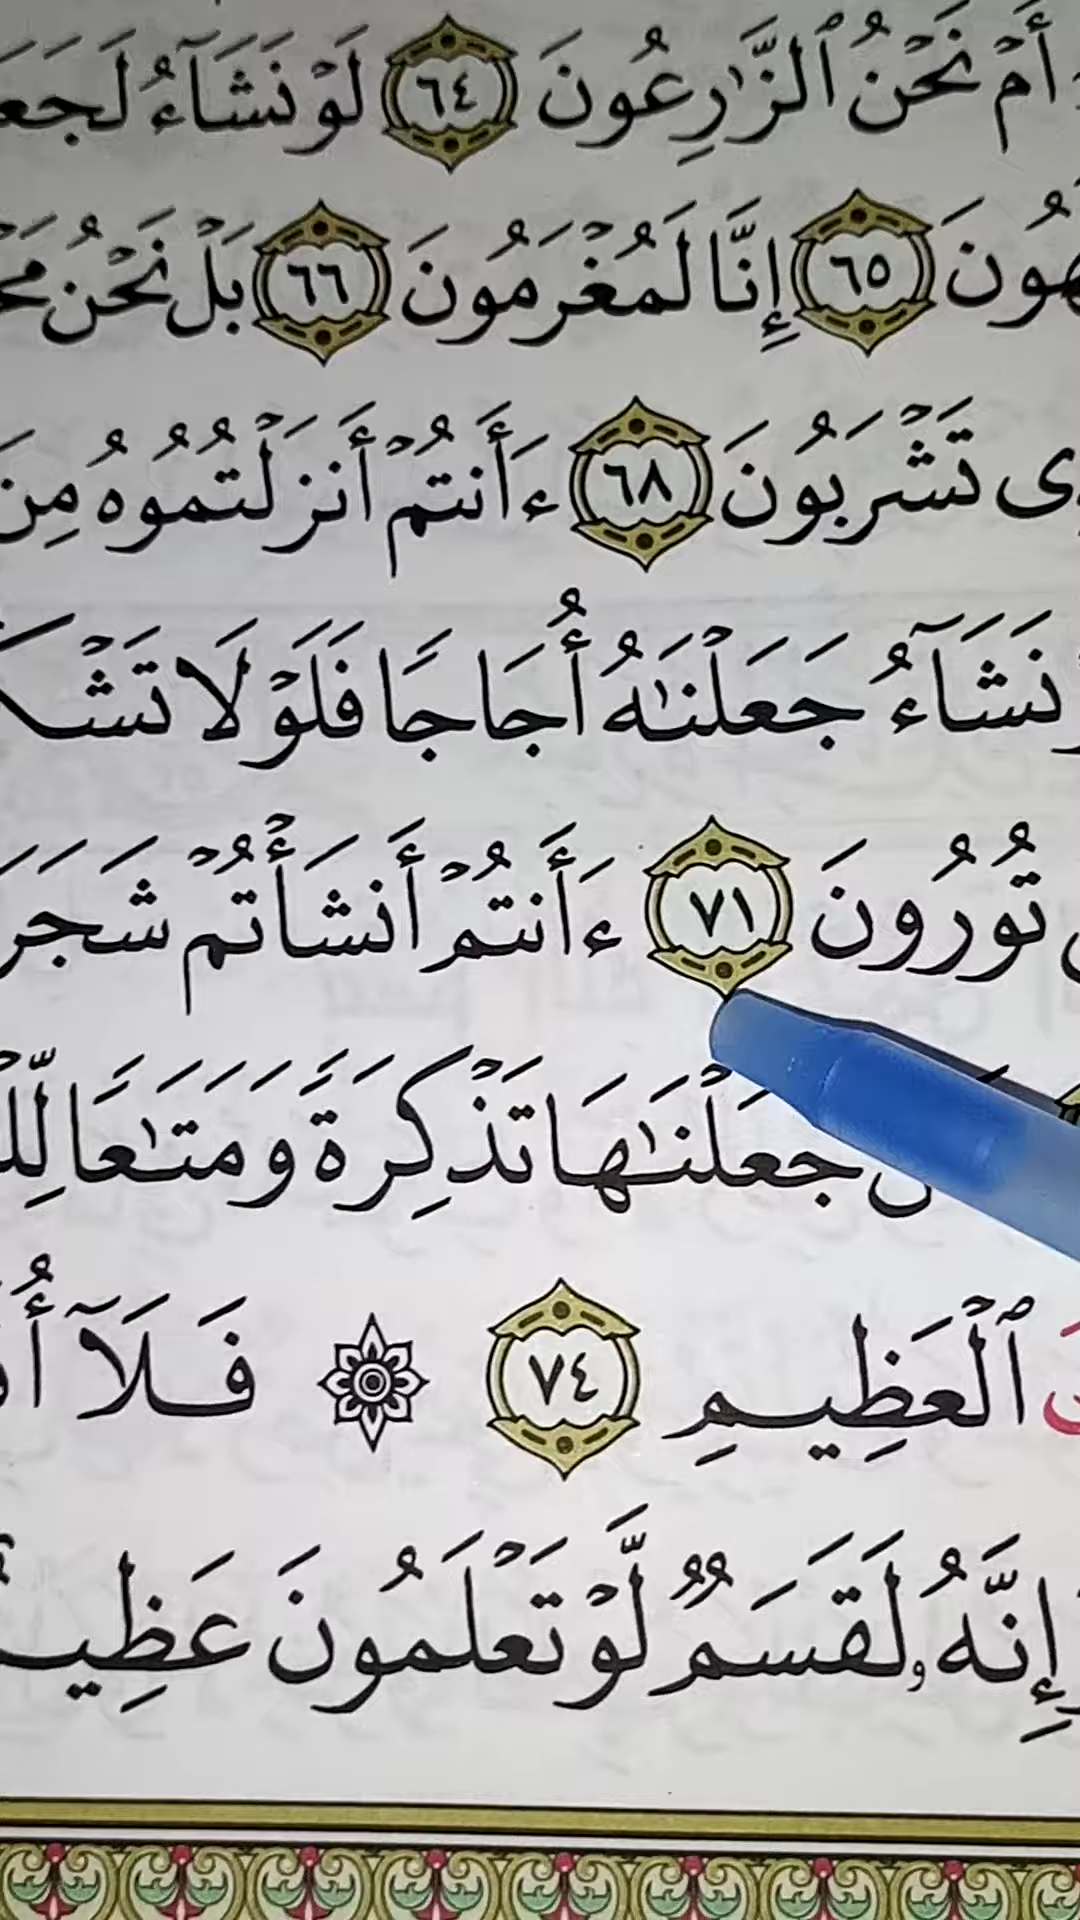 أَمْ نَحْنُ ٱلزَّٰرِعُونَ ٦٤ لَوْ نَشَآءُ لَجَعَ
هُونَ ٦٥ إِنَّا لَمُغْرَمُونَ ٦٦ بَلْ نَحْنُ مَحْ
ى تَشْرَبُونَ ٦٨ ءَأَنتُمْ أَنزَلْتُمُوهُ مِنَ
نَشَآءُ جَعَلْنَٰهُ أُجَاجًا فَلَوْلَا تَشْكُ
تُورُونَ ٧١ ءَأَنتُمْ أَنشَأْتُمْ شَجَرَ
جَعَلْنَٰهَا تَذْكِرَةً وَمَتَٰعًا لِّلْ
ٱلْعَظِيمِ ٧٤ ۞ فَلَآ أُقْ
إِنَّهُۥ لَقَسَمٌ لَّوْ تَعْلَمُونَ عَظِيمٌ